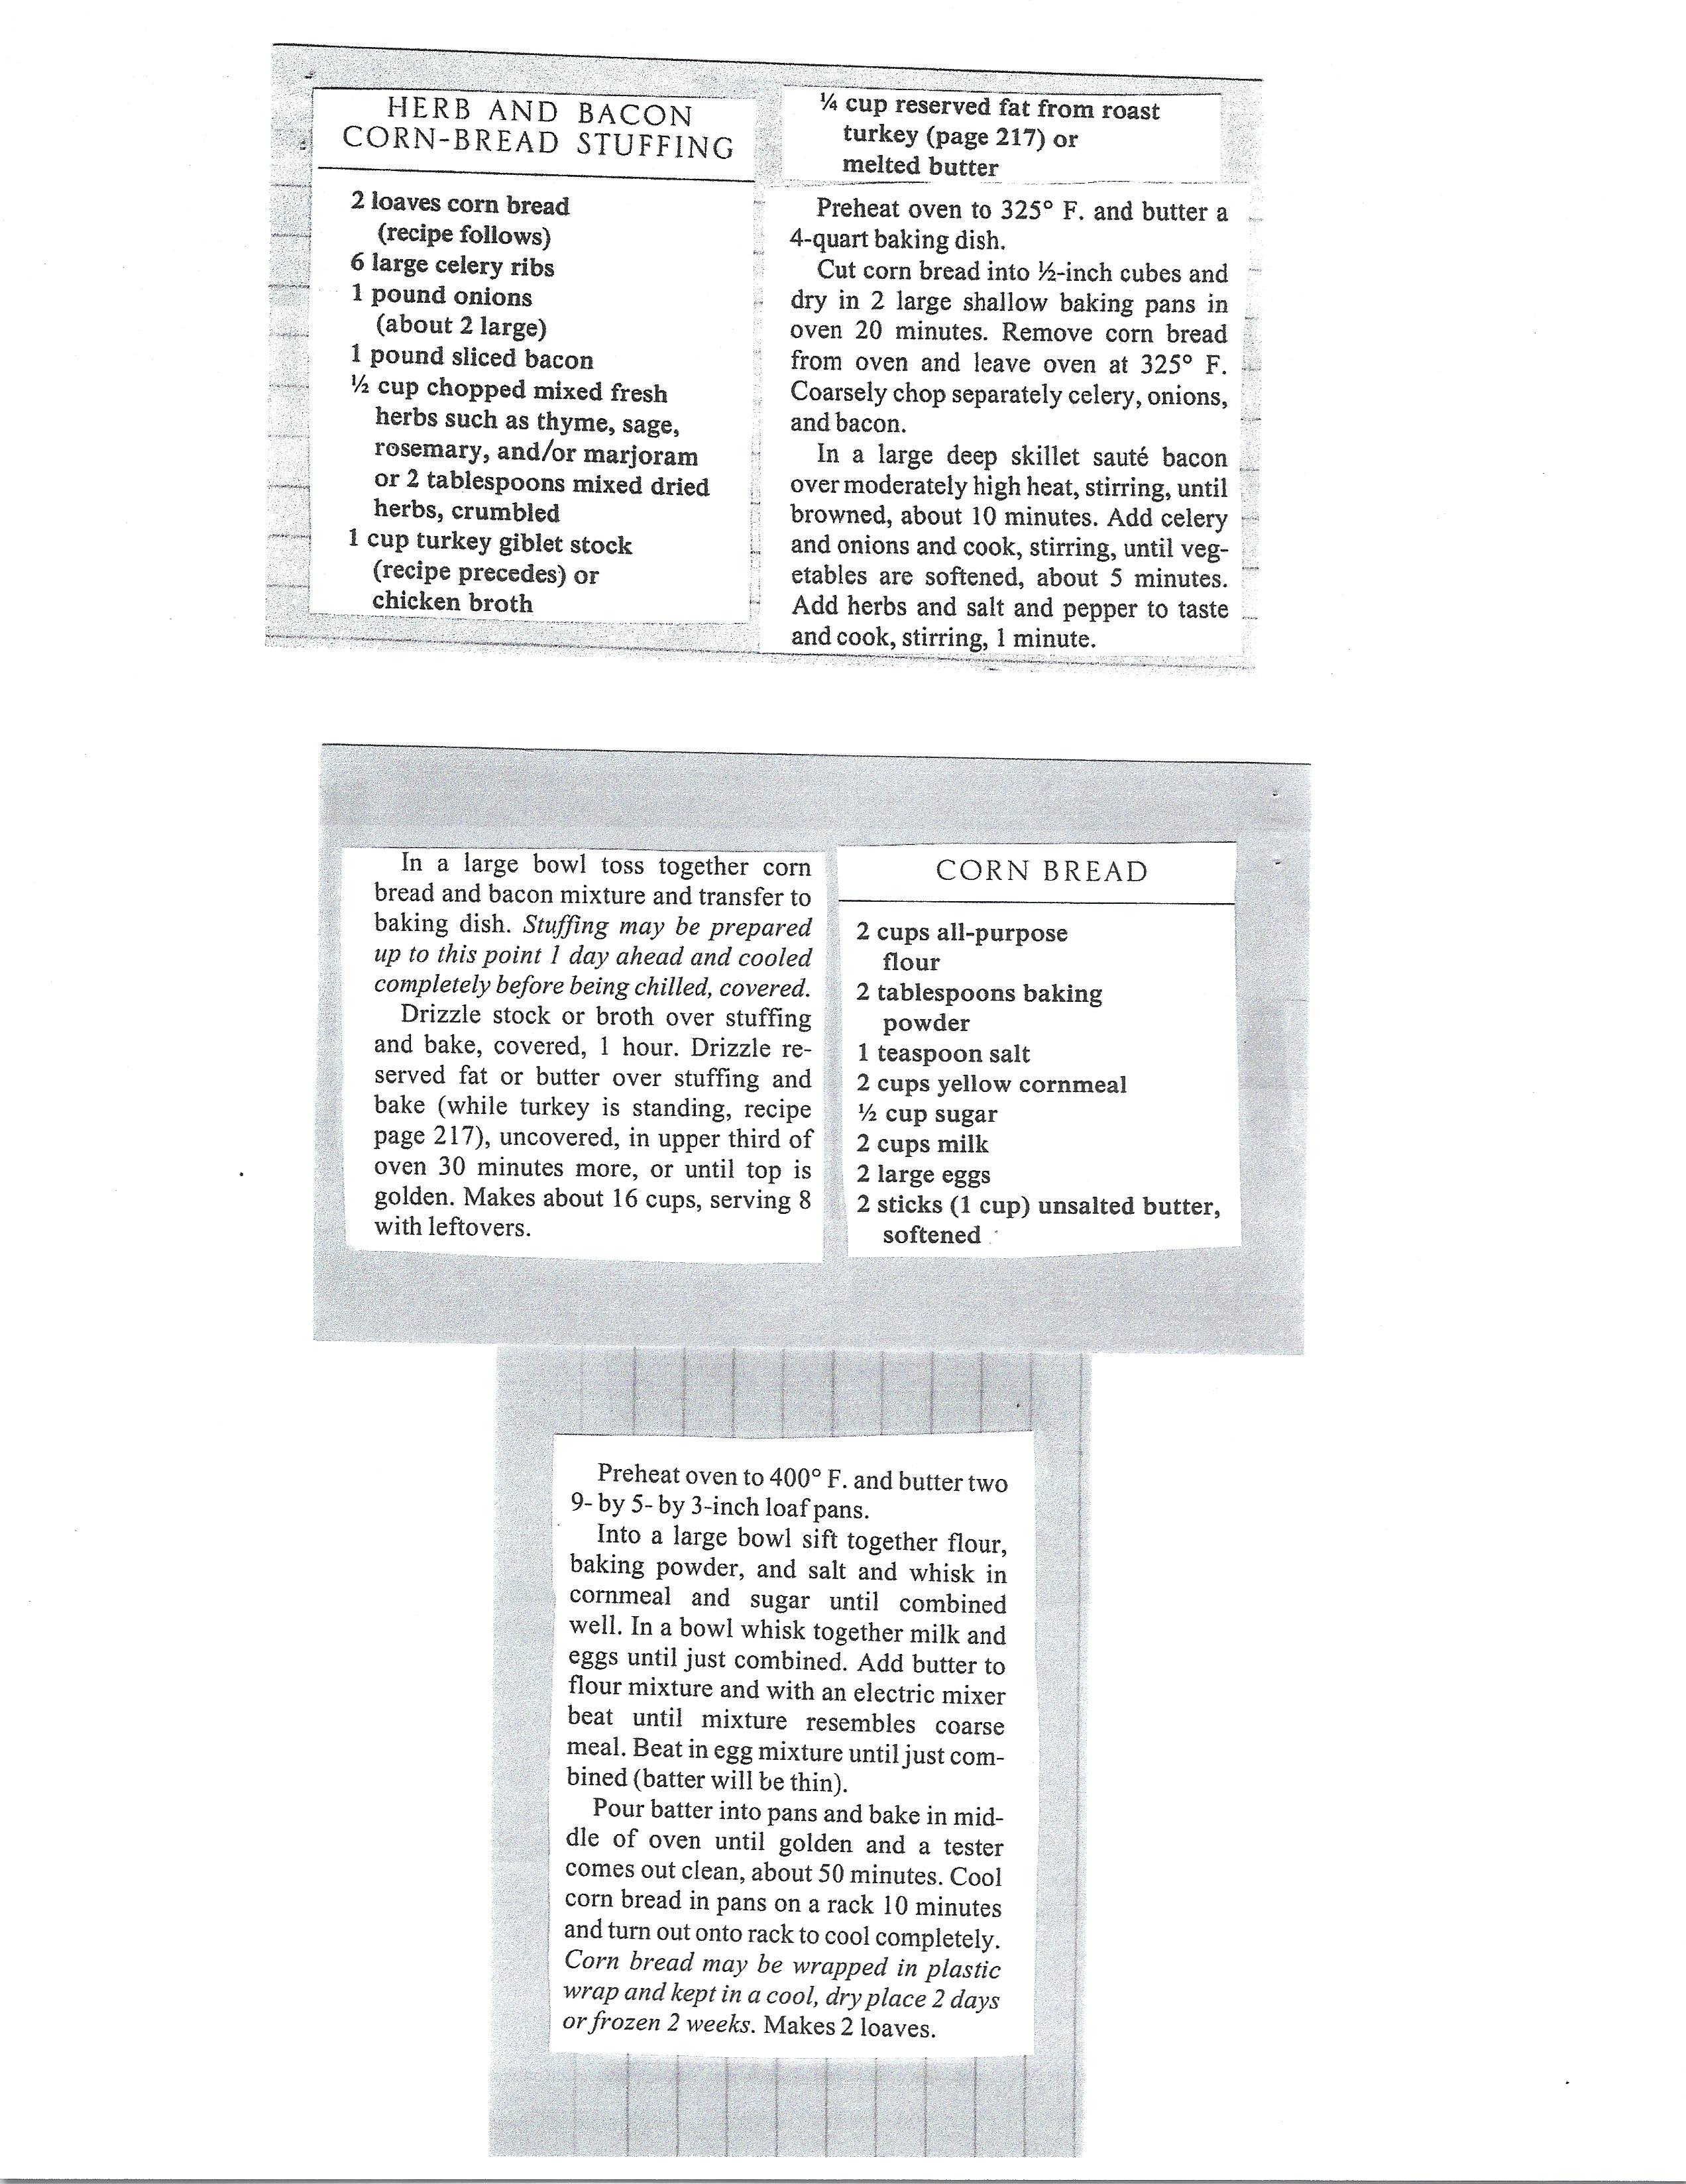 HERB AND BACON
CORN-BREAD STUFFING
2 loaves corn bread
(recipe follows)
6 large celery ribs
1 pound onions
(about 2 large)
1 pound sliced bacon
½ cup chopped mixed fresh
herbs such as thyme, sage,
rosemary, and/or marjoram
or 2 tablespoons mixed dried
herbs, crumbled
1 cup turkey giblet stock
(recipe precedes) or
chicken broth
¼ cup reserved fat from roast
turkey (page 217) or
melted butter
Preheat oven to 325° F. and butter a
4-quart baking dish.
Cut corn bread into ½-inch cubes and
dry in 2 large shallow baking pans in
oven 20 minutes. Remove corn bread
from oven and leave oven at 325° F.
Coarsely chop separately celery, onions,
and bacon.
In a large deep skillet sauté bacon
over moderately high heat, stirring, until
browned, about 10 minutes. Add celery
and onions and cook, stirring, until veg-
etables are softened, about 5 minutes.
Add herbs and salt and pepper to taste
and cook, stirring, 1 minute.
In a large bowl toss together corn
bread and bacon mixture and transfer to
baking dish. Stuffing may be prepared
up to this point 1 day ahead and cooled
completely before being chilled, covered.
Drizzle stock or broth over stuffing
and bake, covered, 1 hour. Drizzle re-
served fat or butter over stuffing and
bake (while turkey is standing, recipe
page 217), uncovered, in upper third of
oven 30 minutes more, or until top is
golden. Makes about 16 cups, serving 8
with leftovers.
CORN BREAD
2 cups all-purpose
flour
2 tablespoons baking
powder
1 teaspoon salt
2 cups yellow cornmeal
½ cup sugar
2 cups milk
2 large eggs
2 sticks (1 cup) unsalted butter,
softened
Preheat oven to 400° F. and butter two
9- by 5- by 3-inch loaf pans.
Into a large bowl sift together flour,
baking powder, and salt and whisk in
cornmeal and sugar until combined
well. In a bowl whisk together milk and
eggs until just combined. Add butter to
flour mixture and with an electric mixer
beat until mixture resembles coarse
meal. Beat in egg mixture until just com-
bined (batter will be thin).
Pour batter into pans and bake in mid-
dle of oven until golden and a tester
comes out clean, about 50 minutes. Cool
corn bread in pans on a rack 10 minutes
and turn out onto rack to cool completely.
Corn bread may be wrapped in plastic
wrap and kept in a cool, dry place 2 days
or frozen 2 weeks. Makes 2 loaves.